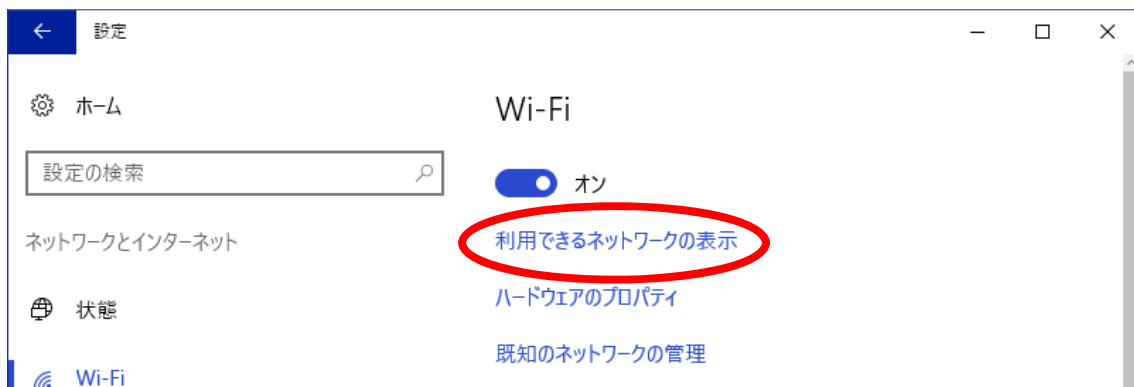 設定
ホーム
設定の検索
ネットワークとインターネット
状態
Wi-Fi
Wi-Fi
オン
利用できるネットワークの表示
ハードウェアのプロパティ
既知のネットワークの管理